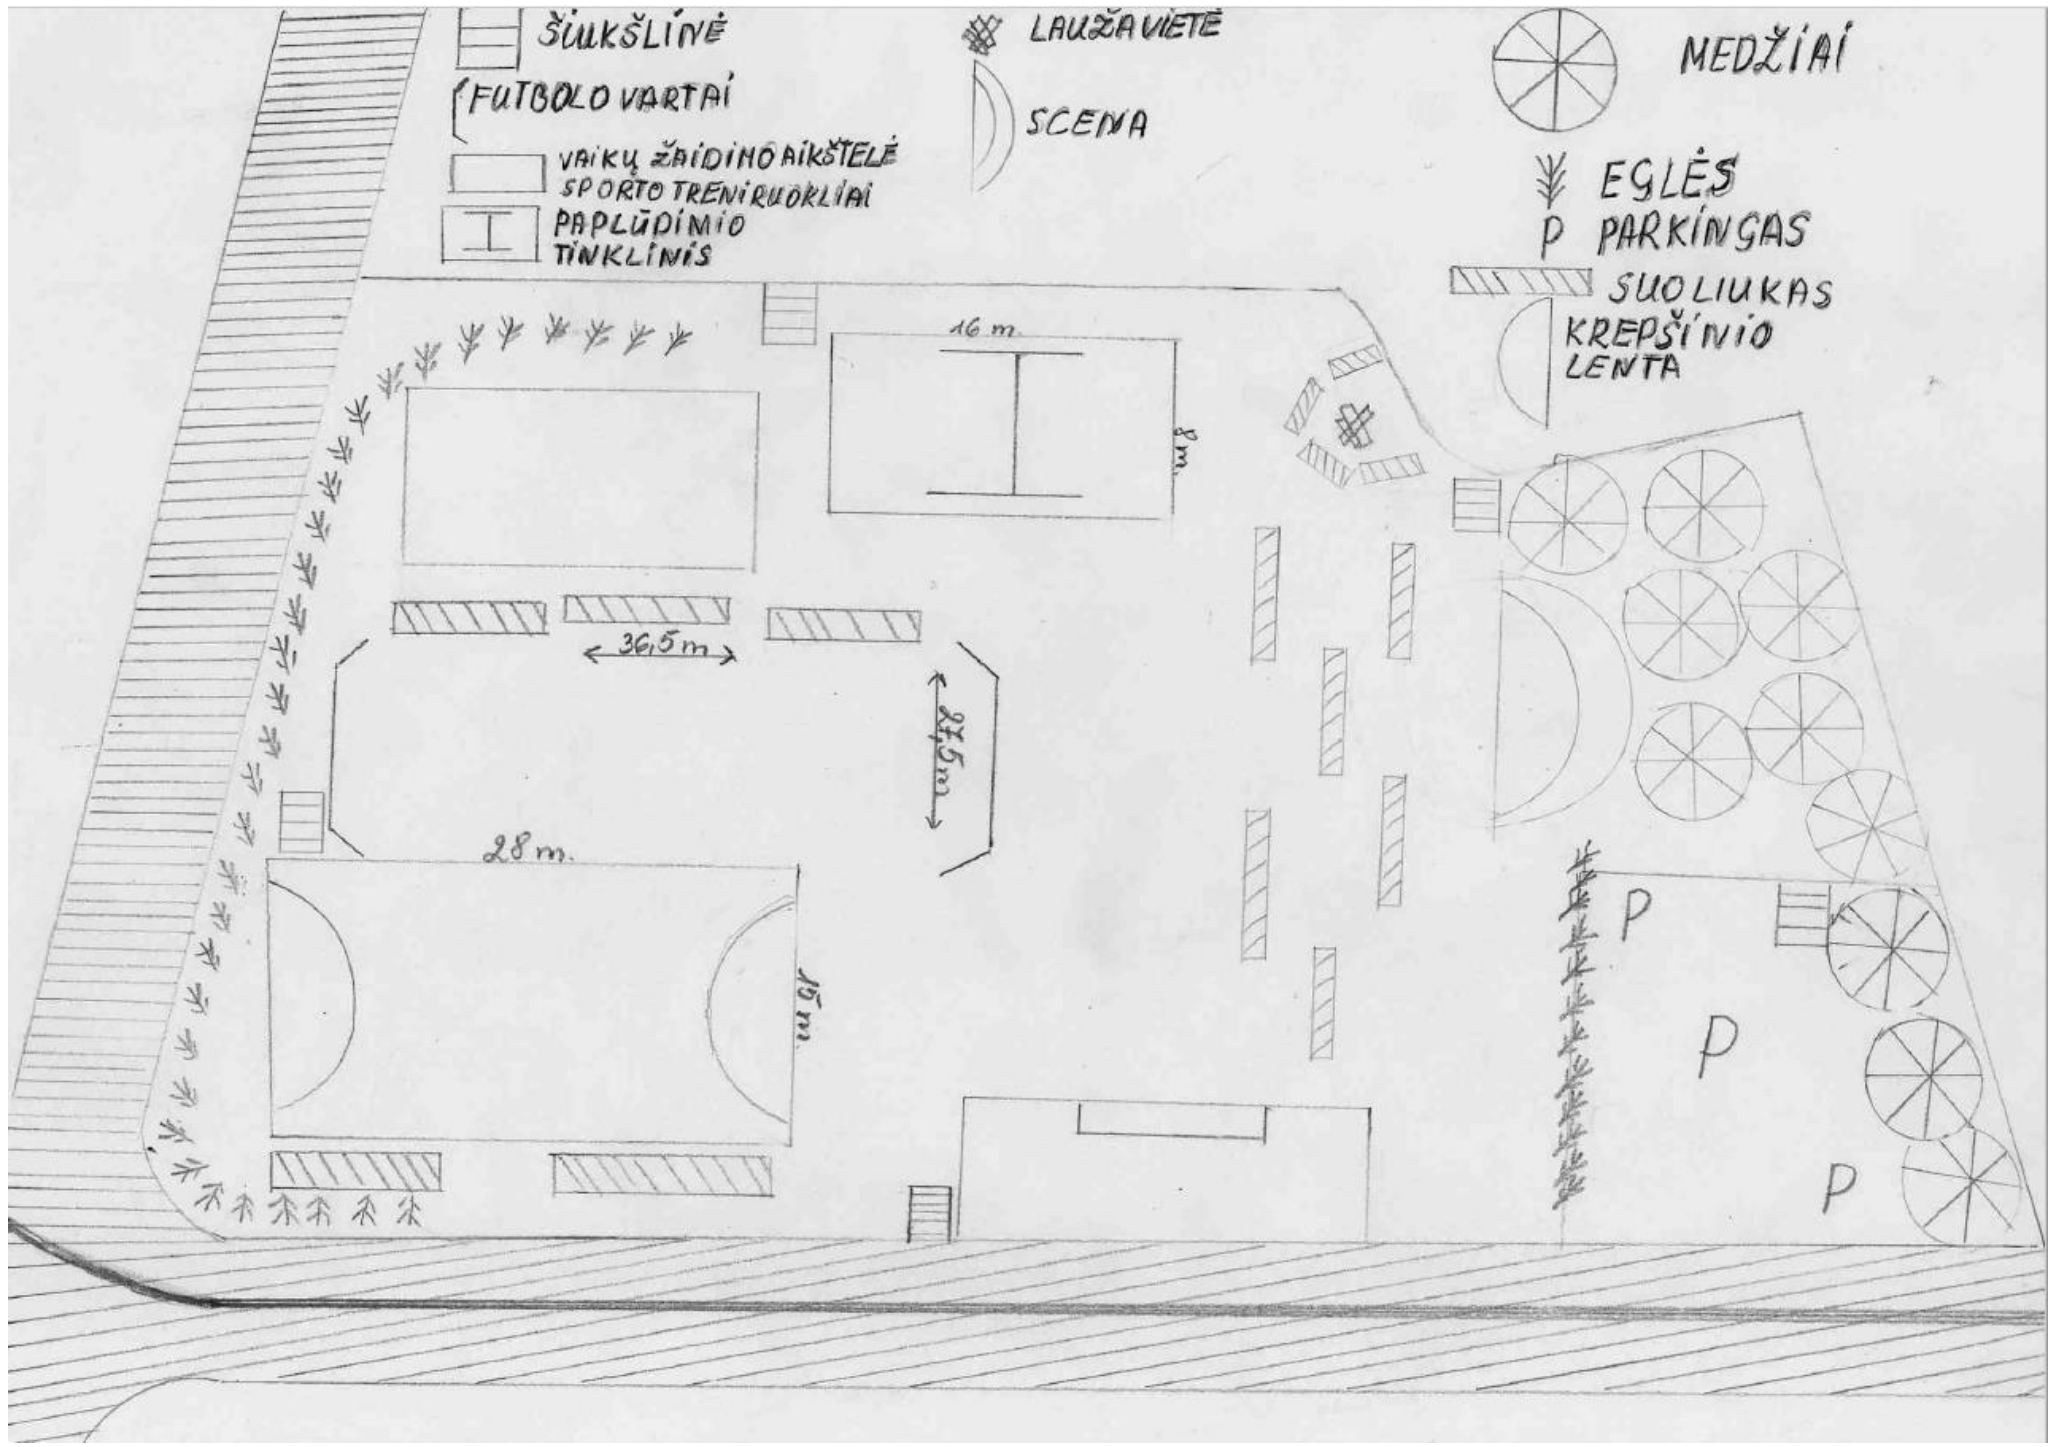 ŠIUKŠLINĖ
FUTBOLO VARTAI
VAIKŲ ŽAIDIMO AIKŠTELĖ
SPORTO TRENIRUOKLIAI
PAPLŪDIMIO
TINKLINIS
LAUŽAVIETĖ
SCENA
MEDŽIAI
EGLĖS
P PARKINGAS
SUOLIUKAS
KREPŠINIO
LENTA
16 m.
8 m.
36,5 m
27,5 m
28 m.
15 m.
P
P
P